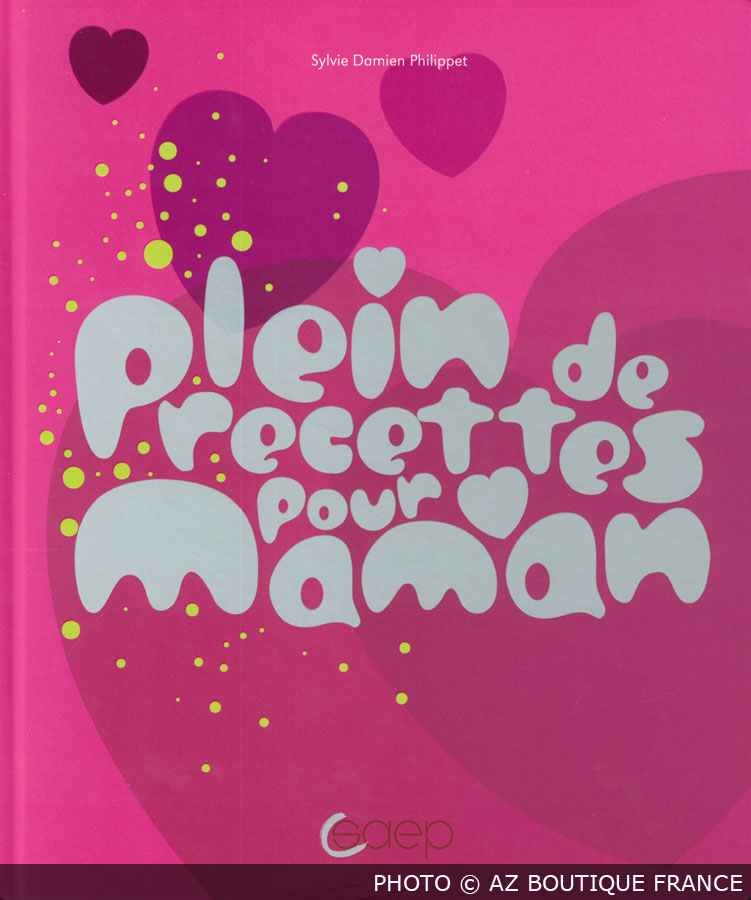 Sylvie Damien Philippet
plein de
recettes
pour
maman
saep
PHOTO © AZ BOUTIQUE FRANCE